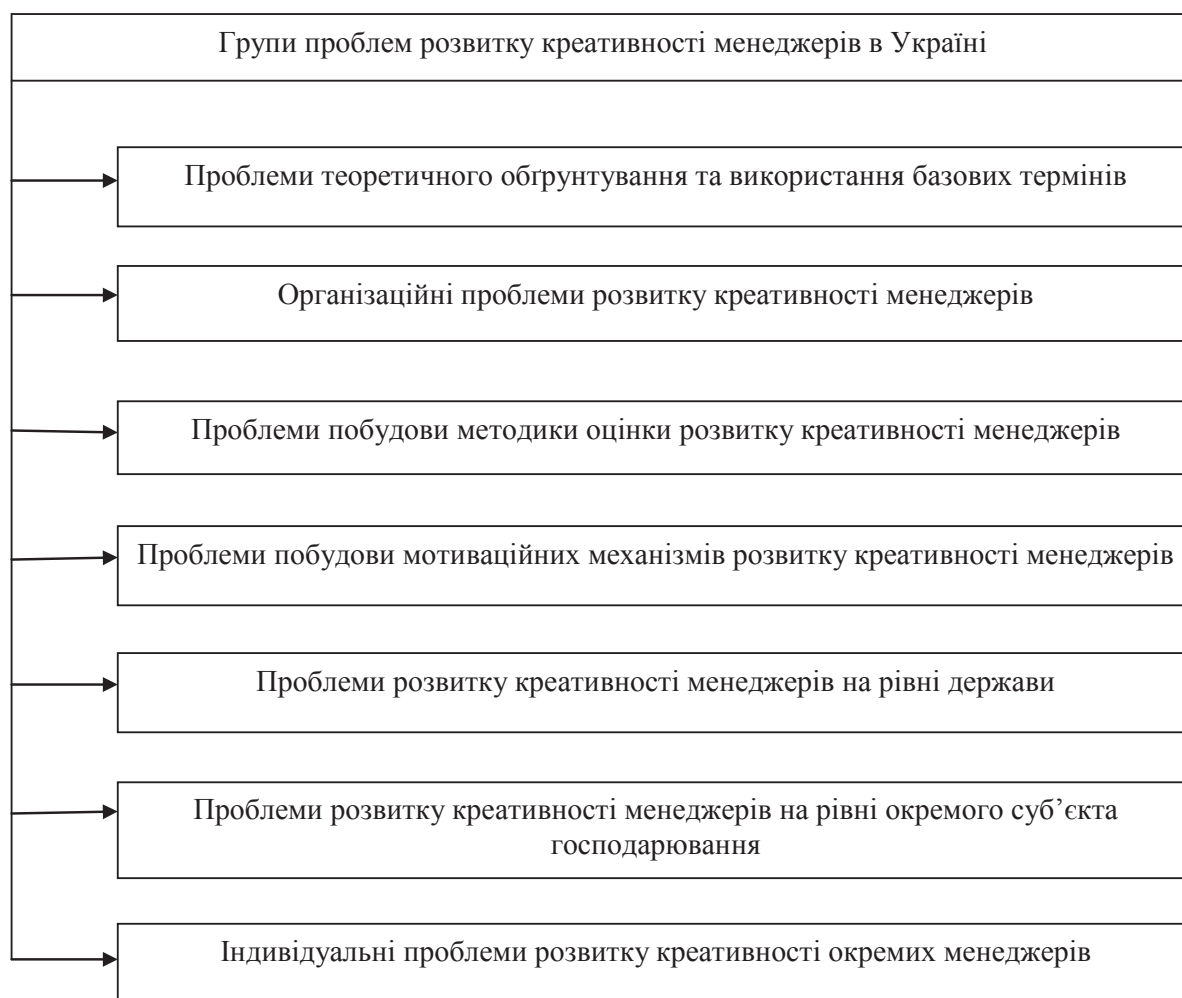 Групи проблем розвитку креативності менеджерів в Україні
Проблеми теоретичного обґрунтування та використання базових термінів
Організаційні проблеми розвитку креативності менеджерів
Проблеми побудови методики оцінки розвитку креативності менеджерів
Проблеми побудови мотиваційних механізмів розвитку креативності менеджерів
Проблеми розвитку креативності менеджерів на рівні держави
Проблеми розвитку креативності менеджерів на рівні окремого суб’єкта
господарювання
Індивідуальні проблеми розвитку креативності окремих менеджерів